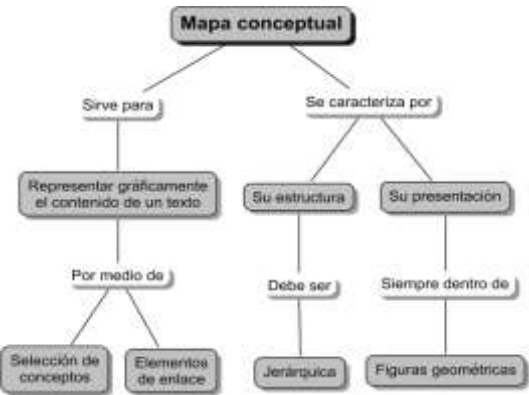 Mapa conceptual
Sirve para
Se caracteriza por
Representar gráficamente
el contenido de un texto
Su estructura
Su presentación
Por medio de
Debe ser
Siempre dentro de
Selección de
conceptos
Elementos
de enlace
Jerárquica
Figuras geométricas